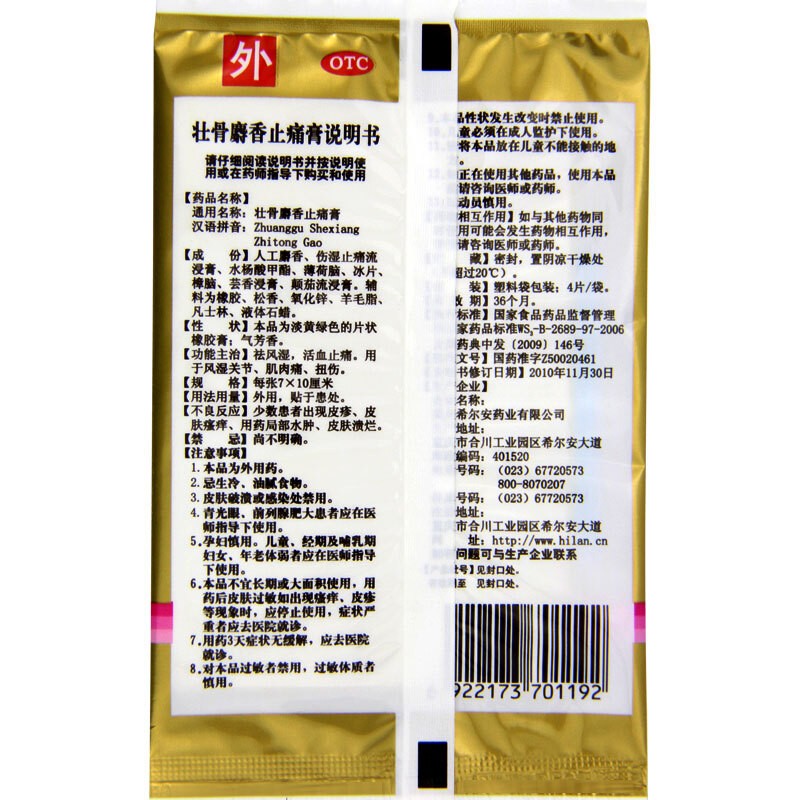 外
OTC
壮骨麝香止痛膏说明书
请仔细阅读说明书并按说明使
用或在药师指导下购买和使用
【药品名称】
通用名称：壮骨麝香止痛膏
汉语拼音：Zhuanggu Shexiang
Zhitong Gao
【成 份】人工麝香、伤湿止痛流
浸膏、水杨酸甲酯、薄荷脑、冰片、
樟脑、芸香浸膏、颠茄流浸膏。辅
料为橡胶、松香、氧化锌、羊毛脂、
凡士林、液体石蜡。
【性 状】本品为淡黄绿色的片状
橡胶膏；气芳香。
【功能主治】祛风湿，活血止痛。用
于风湿关节、肌肉痛、扭伤。
【规 格】每张7×10厘米
【用法用量】外用，贴于患处。
【不良反应】少数患者出现皮疹、皮
肤瘙痒、用药局部水肿、皮肤溃烂。
【禁 忌】尚不明确。
【注意事项】
1.本品为外用药。
2.忌生冷、油腻食物。
3.皮肤破溃或感染处禁用。
4.青光眼、前列腺肥大患者应在医
师指导下使用。
5.孕妇慎用。儿童、经期及哺乳期
妇女、年老体弱者应在医师指导
下使用。
6.本品不宜长期或大面积使用，用
药后皮肤过敏如出现瘙痒、皮疹
等现象时，应停止使用，症状严
重者应去医院就诊。
7.用药3天症状无缓解，应去医院
就诊。
8.对本品过敏者禁用，过敏体质者
慎用。
品性状发生改变时禁止使用。
童必须在成人监护下使用。
将本品放在儿童不能接触的地
。
正在使用其他药品，使用本品
请咨询医师或药师。
动员慎用。
相互作用】如与其他药物同
用可能会发生药物相互作用，
请咨询医师或药师。
藏】密封，置阴凉干燥处
超过20℃）。
装】塑料袋包装；4片/袋。
效 期】36个月。
标准】国家食品药品监督管理
家药品标准WS₃-B-2689-97-2006
药典中发（2009）146号
文号】国药准字Z50020461
书修订日期】2010年11月30日
企业】
名称：
希尔安药业有限公司
地址：
市合川工业园区希尔安大道
编码：401520
号码：（023）67720573
800-8070207
号码：（023）67720573
市合川工业园区希尔安大道
址：http://www.hilan.cn
问题可与生产企业联系
号】见封口处。
至 见封口处。
922173 701192